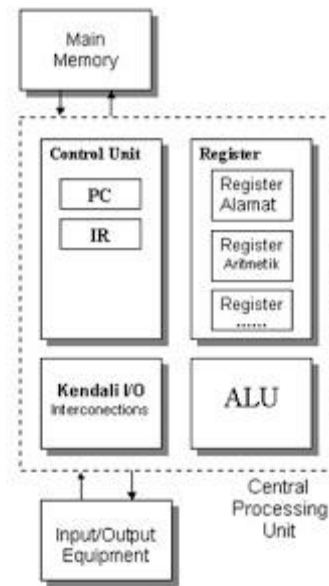 Main
Memory
Control Unit
PC
IR
Register
Register
Alamat
Register
Aritmetik
Register
......
Kendali I/O
Interconections
ALU
Central
Processing
Unit
Input/Output
Equipment